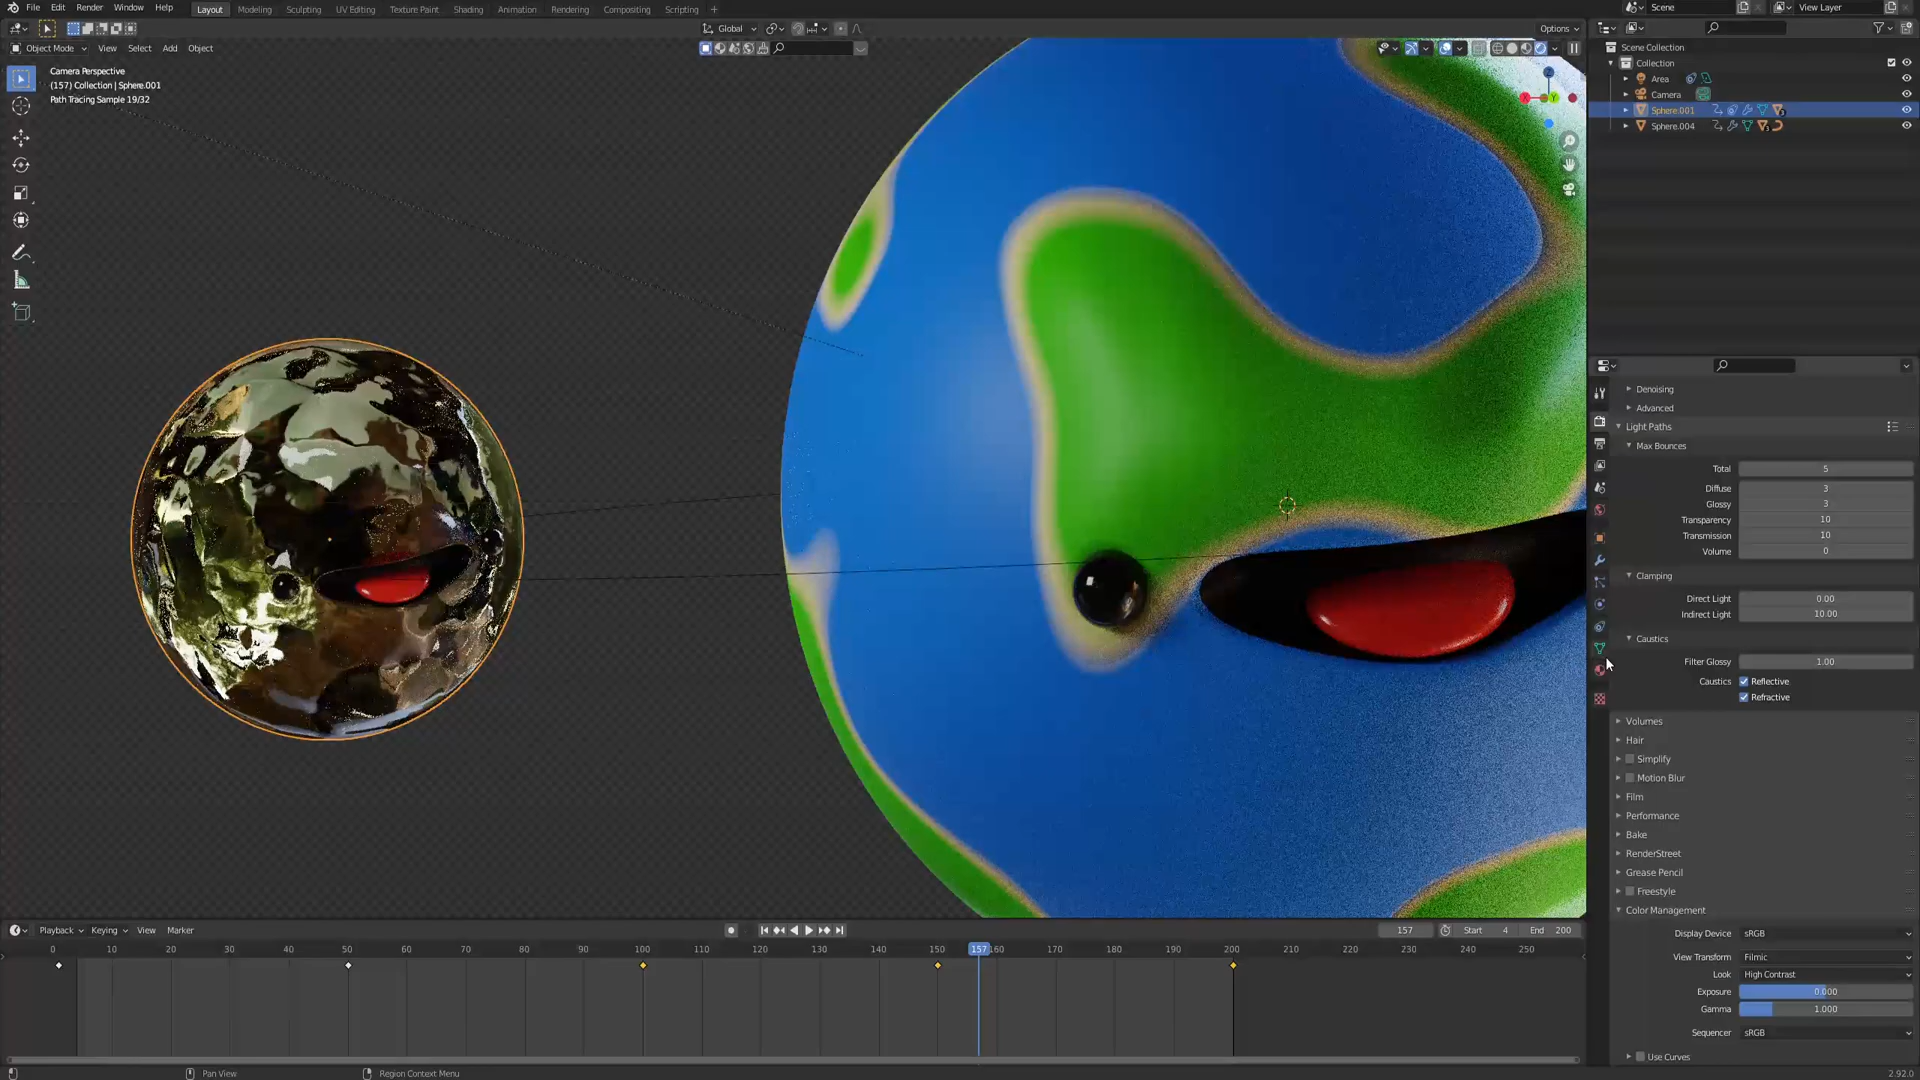 File Edit Render Window Help Layout Modeling Sculpting UV Editing Texture Paint Shading Animation Rendering Compositing Scripting + Scene View Layer
Global Options
Object Mode View Select Add Object
Camera Perspective
(157) Collection | Sphere.001
Path Tracing Sample 19/32
Scene Collection
Collection
Area
Camera
Sphere.001
Sphere.004
Denoising
Advanced
Light Paths
Max Bounces
Total 5
Diffuse 3
Glossy 3
Transparency 10
Transmission 10
Volume 0
Clamping
Direct Light 0.00
Indirect Light 10.00
Caustics
Filter Glossy 1.00
Caustics Reflective
Refractive
Volumes
Hair
Simplify
Motion Blur
Film
Performance
Bake
RenderStreet
Grease Pencil
Freestyle
Color Management
Display Device sRGB
View Transform Filmic
Look High Contrast
Exposure 0.000
Gamma 1.000
Sequencer sRGB
Use Curves
Playback Keying View Marker 157 Start 4 End 200
0 10 20 30 40 50 60 70 80 90 100 110 120 130 140 150 157 160 170 180 190 200 210 220 230 240 250
Pan View Region Context Menu 2.92.0